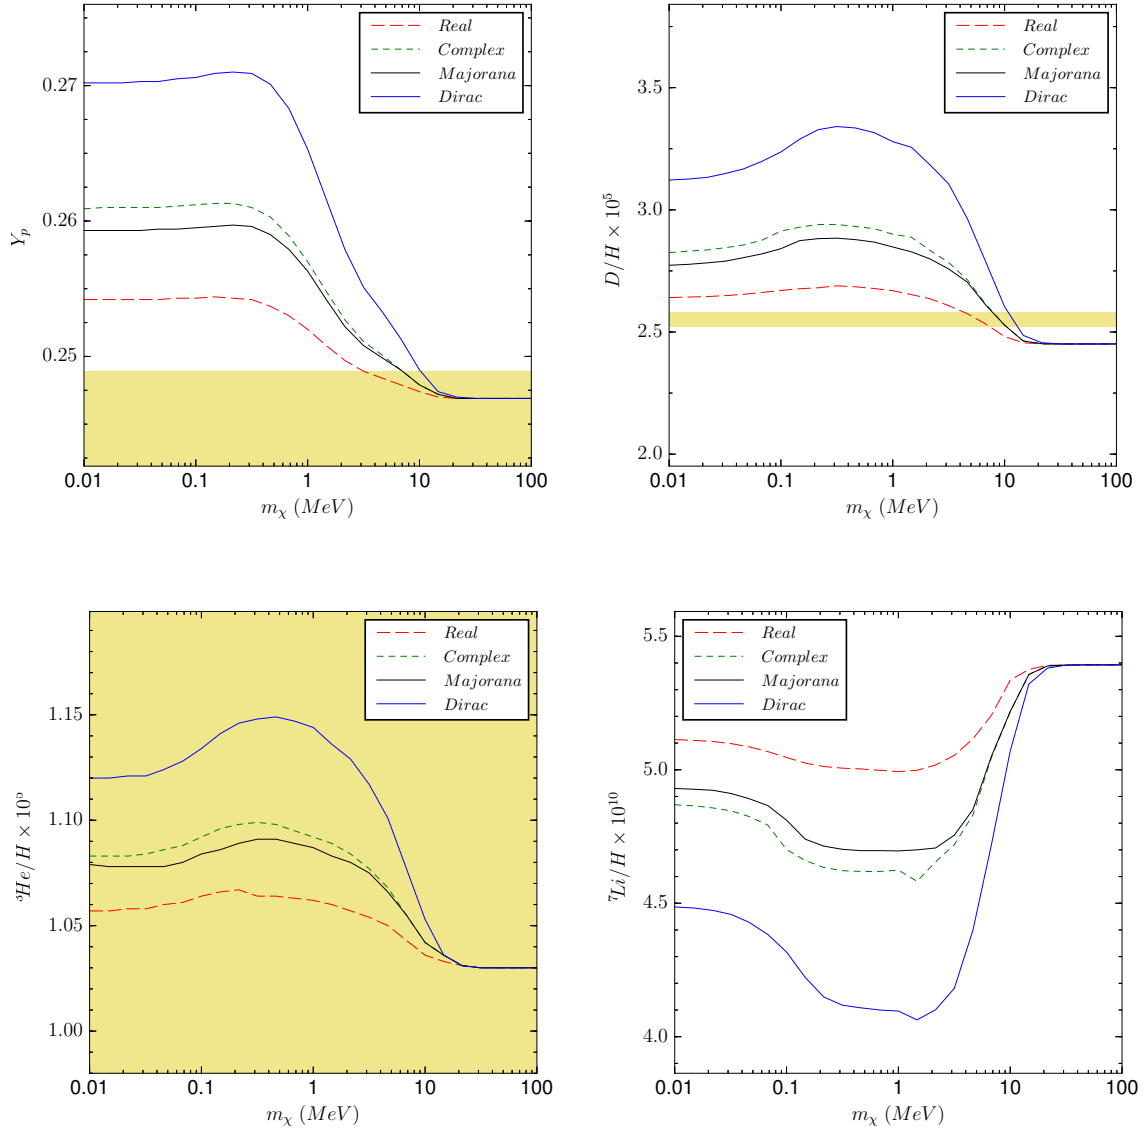 Real
Complex
Majorana
Dirac
0.27
0.26
0.25
Y_p
0.01 0.1 1 10 100
m_χ (MeV)
Real
Complex
Majorana
Dirac
3.5
3.0
2.5
2.0
D/H × 10^5
0.01 0.1 1 10 100
m_χ (MeV)
Real
Complex
Majorana
Dirac
1.15
1.10
1.05
1.00
He/H × 10
0.01 0.1 1 10 100
m_χ (MeV)
Real
Complex
Majorana
Dirac
5.5
5.0
4.5
4.0
^7Li/H × 10^10
0.01 0.1 1 10 100
m_χ (MeV)